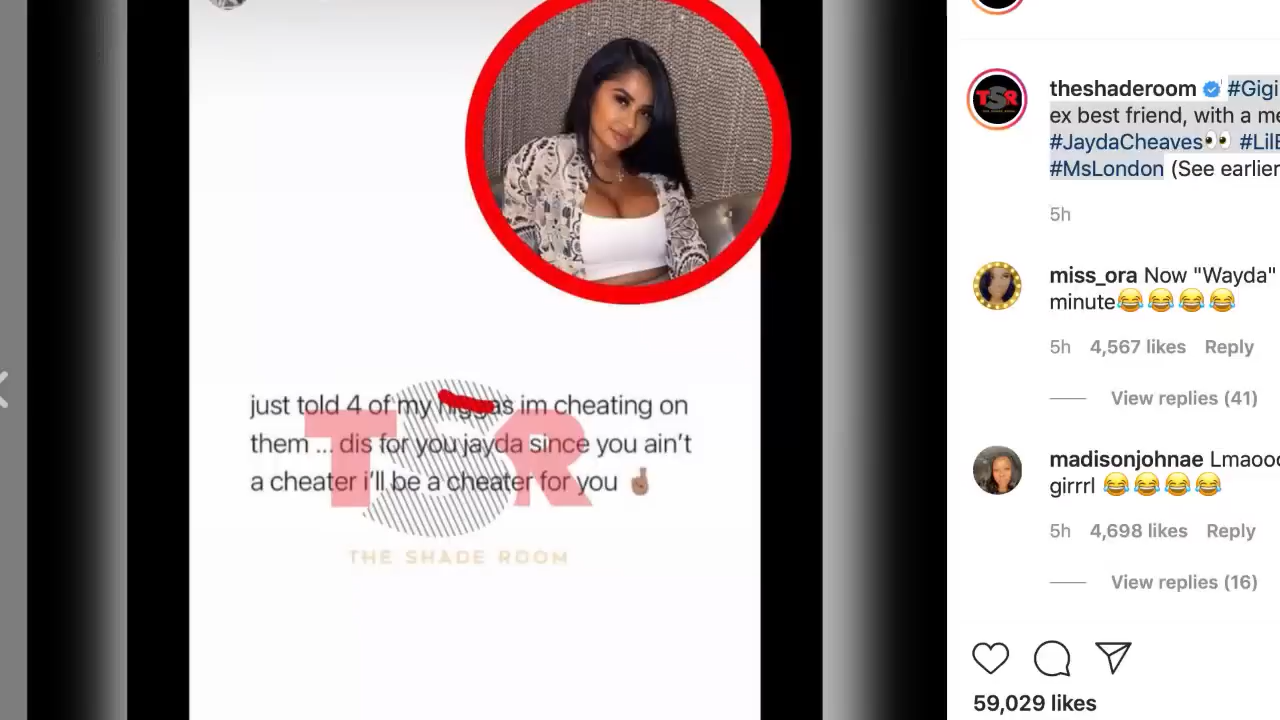 just told 4 of my niggas im cheating on
them ... dis for you jayda since you ain't
a cheater i'll be a cheater for you 🤞🏽
TSR
THE SHADE ROOM
TSR
theshaderoom #Gigi
ex best friend, with a me
#JaydaCheaves👀 #LilB
#MsLondon (See earlier
5h
miss_ora Now "Wayda"
minute😂😂😂😂
5h 4,567 likes Reply
View replies (41)
madisonjohnae Lmaooo
girrrl 😂😂😂😂
5h 4,698 likes Reply
View replies (16)
59,029 likes